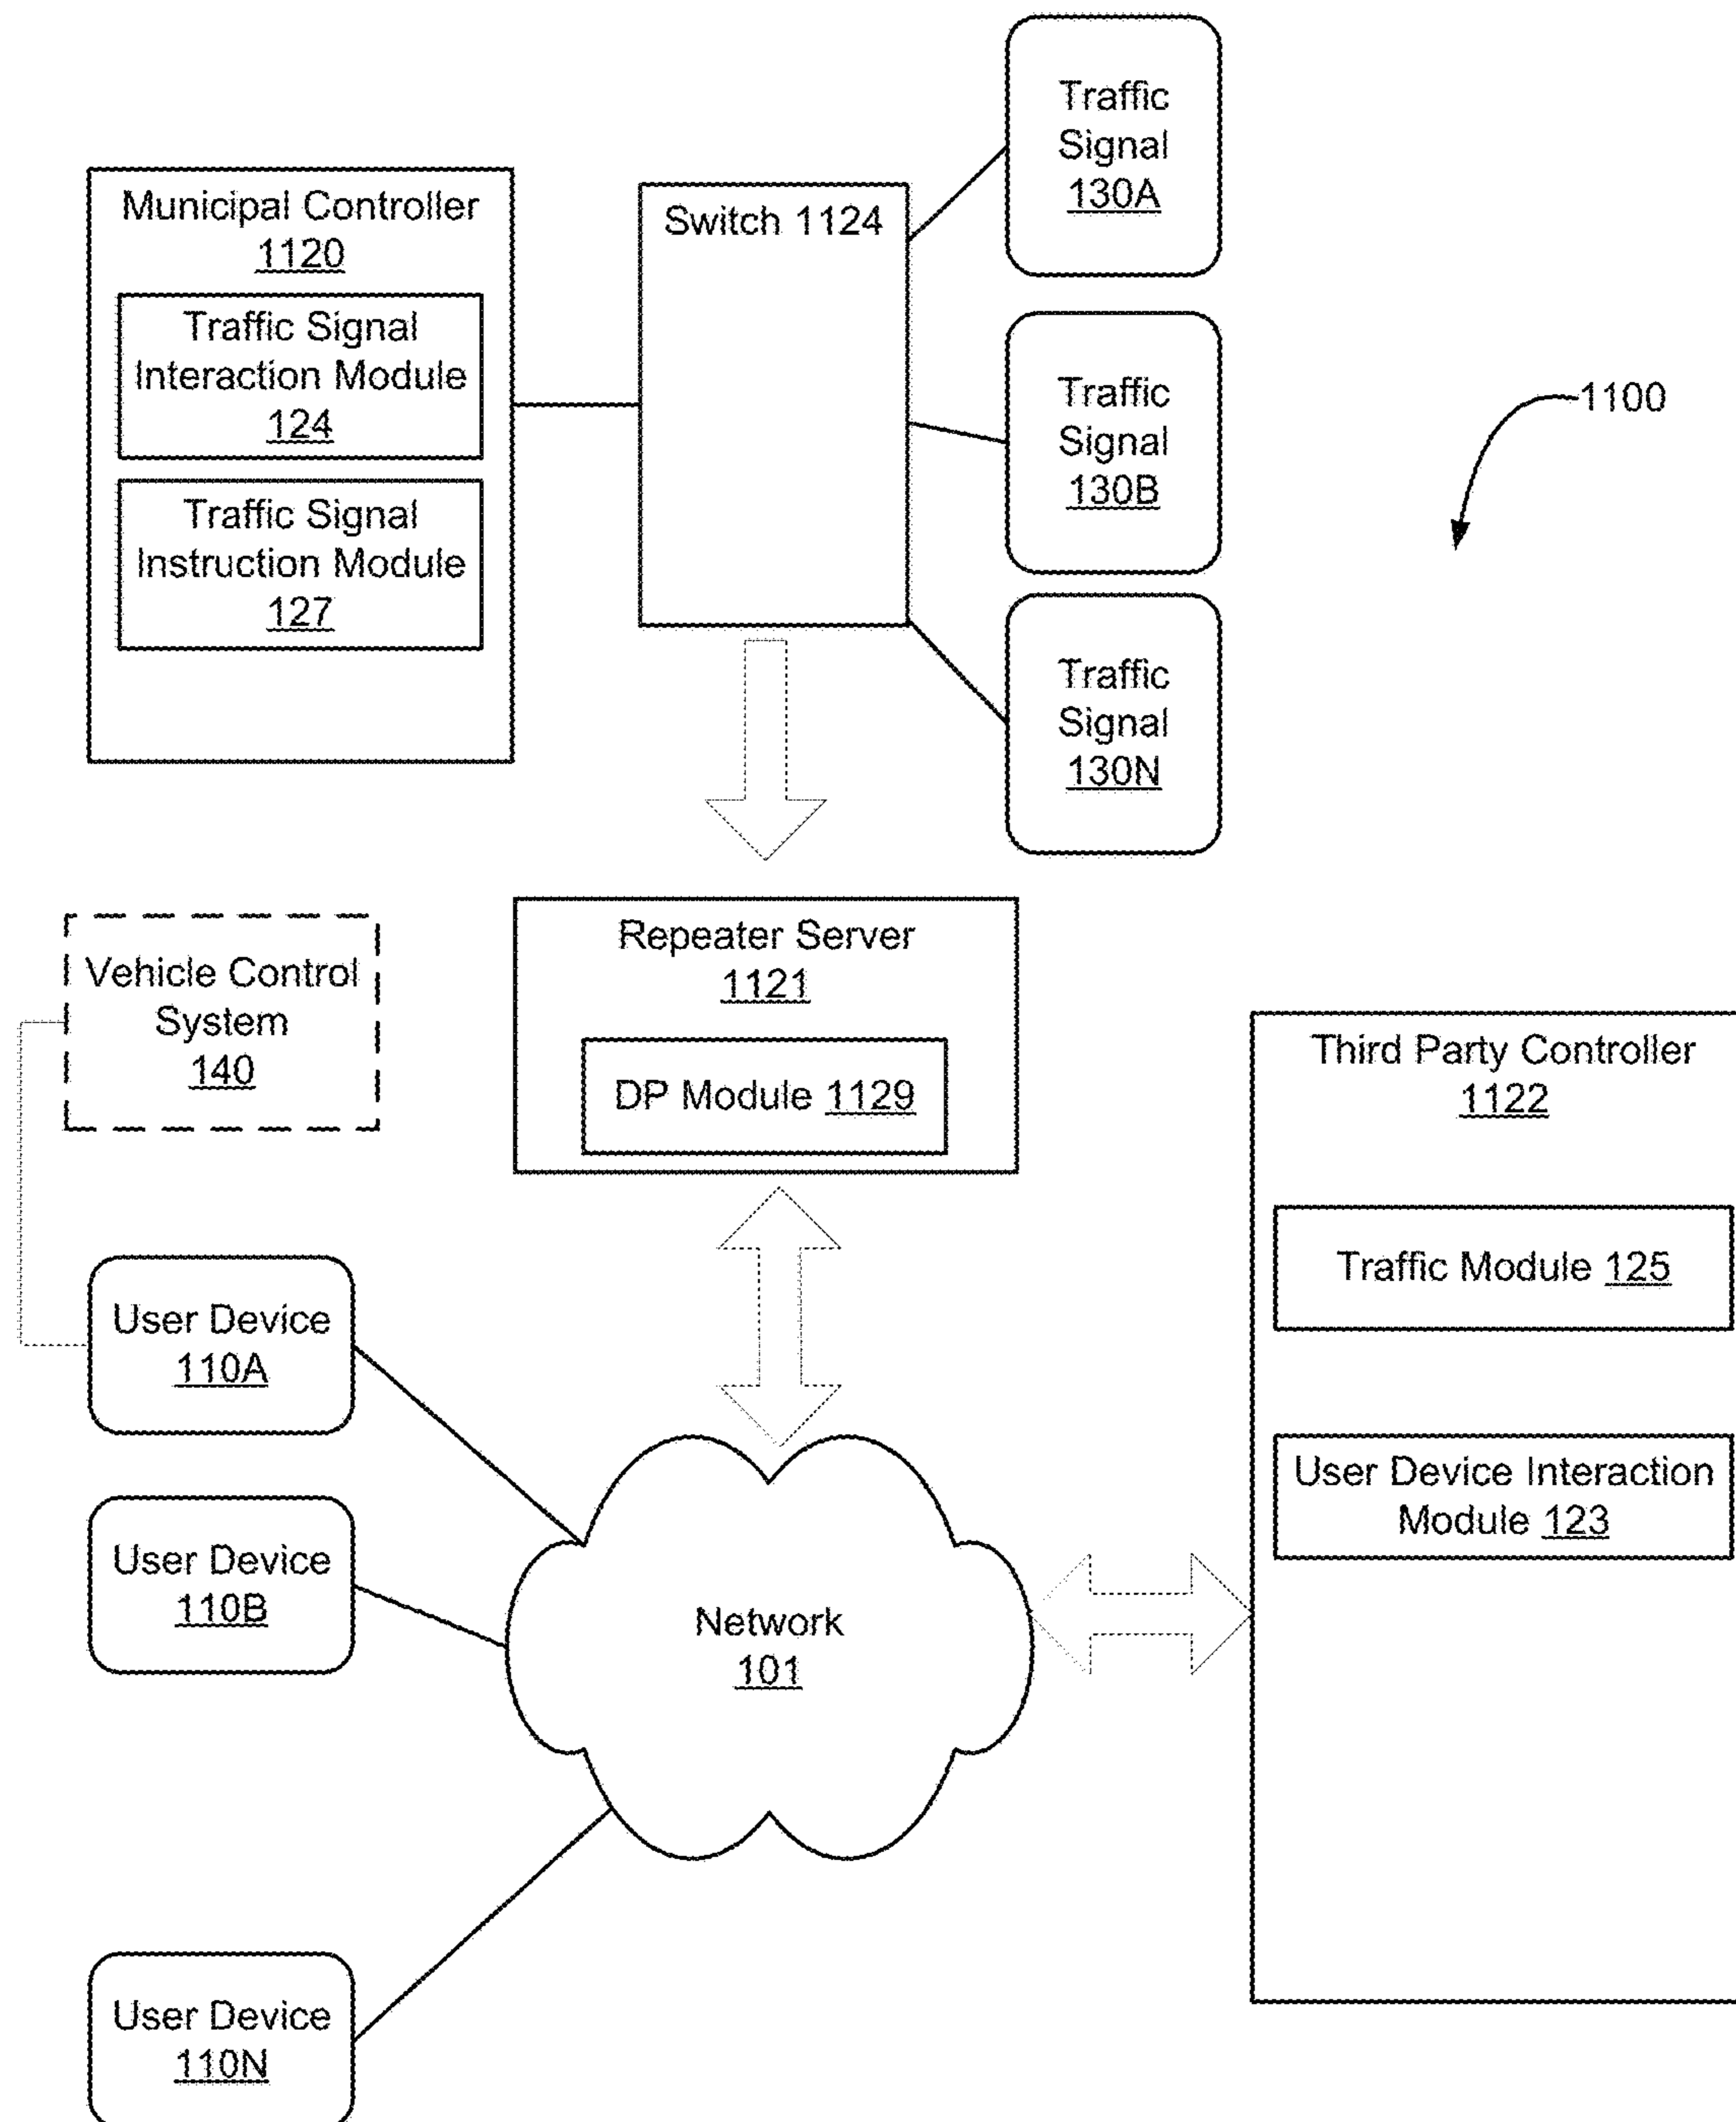 Traffic
Signal
130A
Municipal Controller
1120
Traffic Signal
Interaction Module
124
Traffic Signal
Instruction Module
127
Switch 1124
Traffic
Signal
130B
1100
Traffic
Signal
130N
Repeater Server
1121
DP Module 1129
Vehicle Control
System
140
Third Party Controller
1122
Traffic Module 125
User Device Interaction
Module 123
User Device
110A
User Device
110B
Network
101
User Device
110N